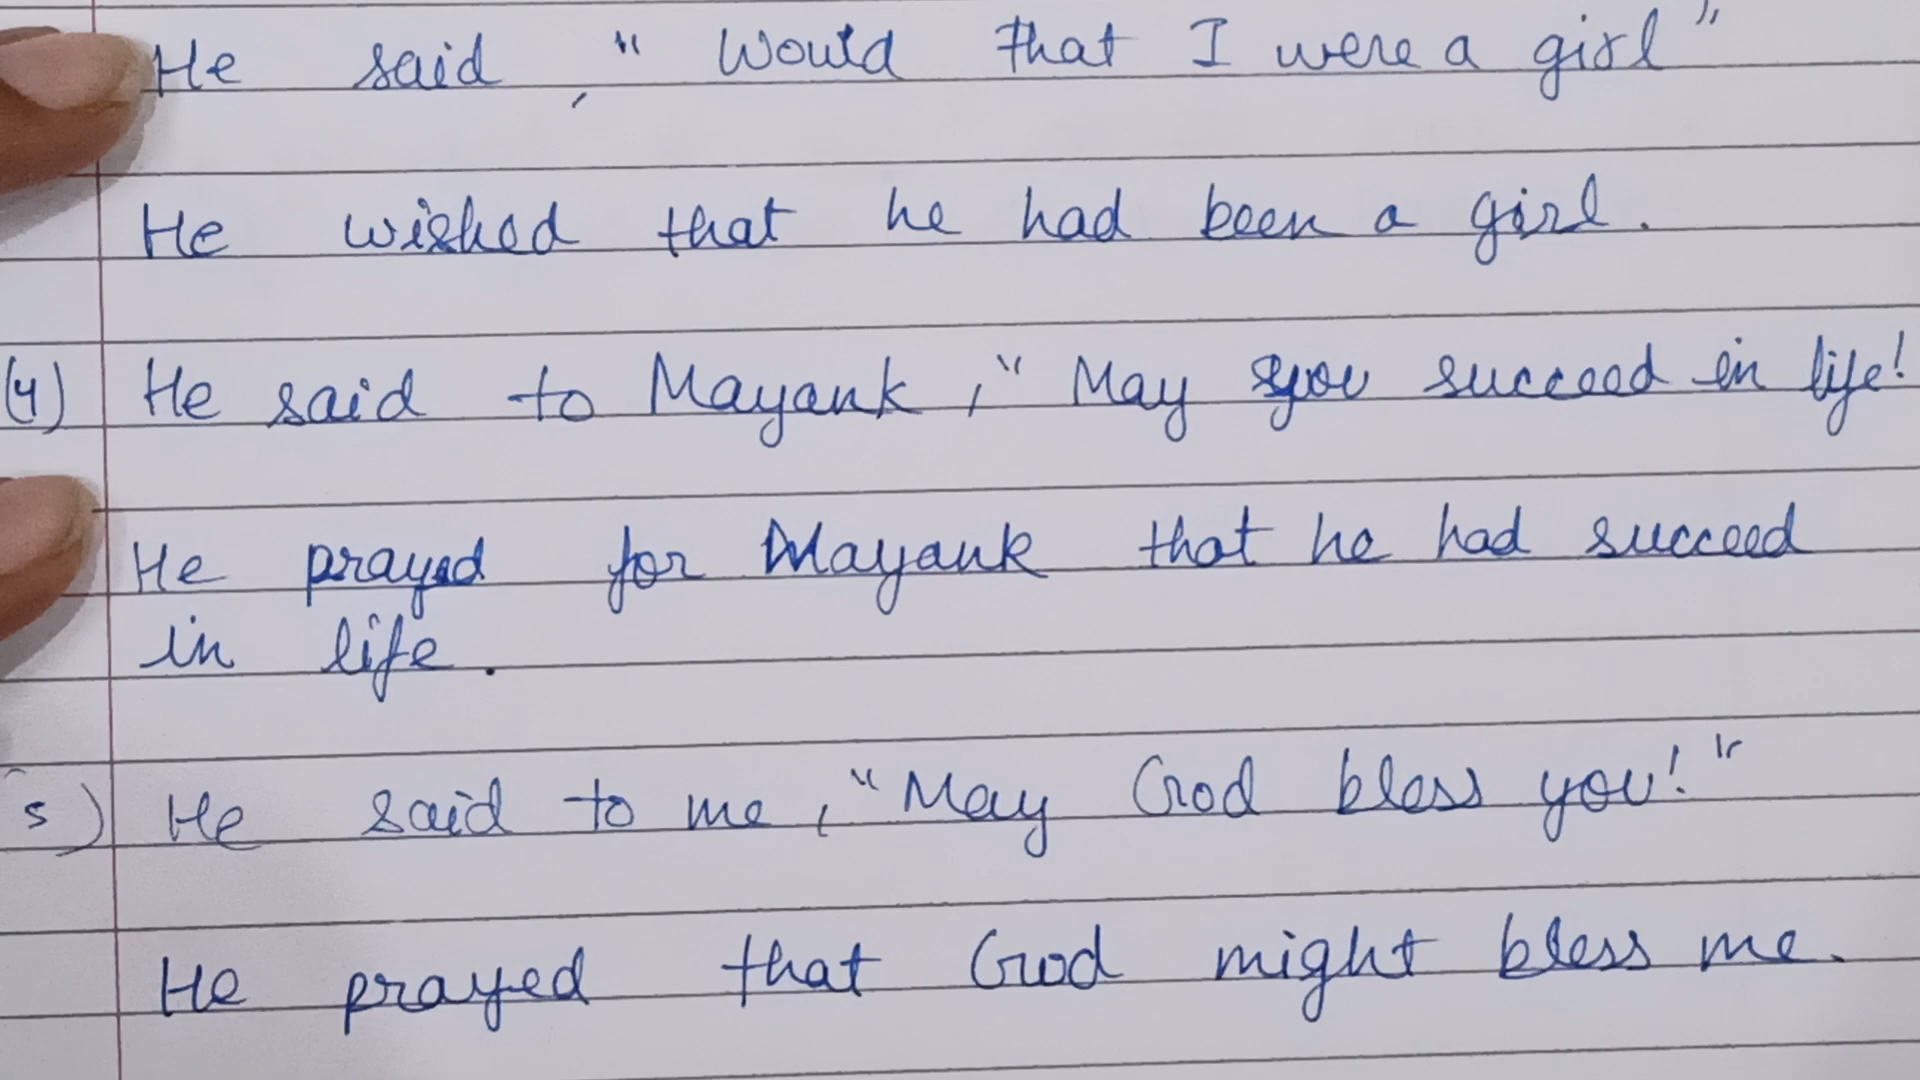 He said, " Would that I were a girl"
He wished that he had been a girl.
(4) He said to Mayank, " May you succeed in life!
He prayed for Mayank that he had succeed
in life.
5) He said to me, "May God bless you!"
He prayed that God might bless me.